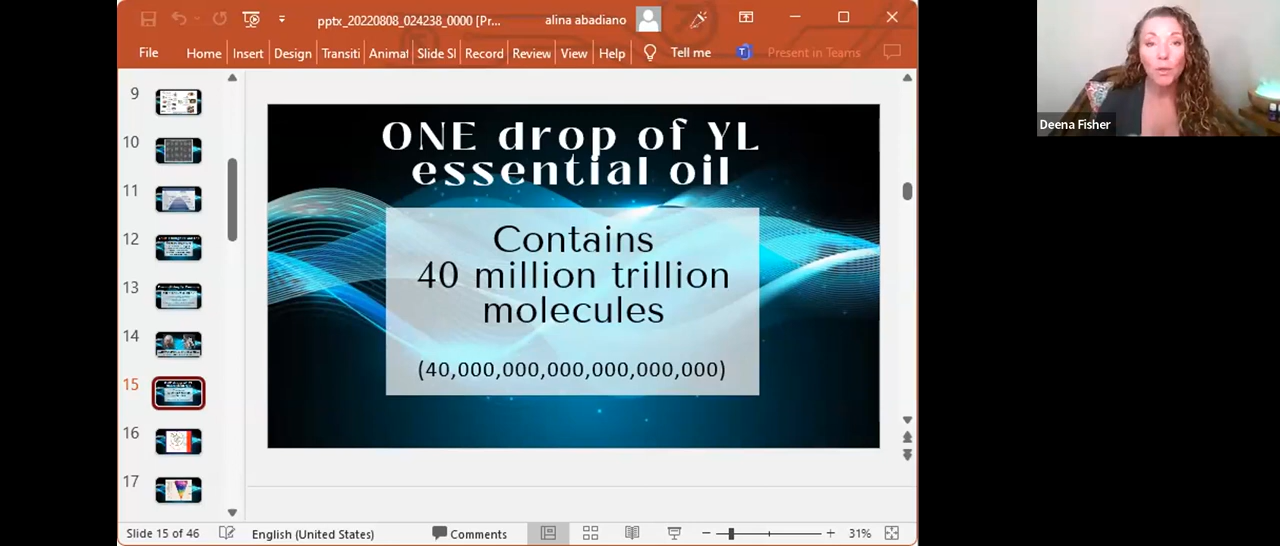 pptx_20220808_024238_0000 [Pr...
alina abadiano
File Home Insert Design Transiti Animat Slide Sl Record Review View Help Tell me Present in Teams
9
10
11
12
13
14
15
16
17
ONE drop of YL
essential oil
Contains
40 million trillion
molecules
(40,000,000,000,000,000,000)
Deena Fisher
Slide 15 of 46 English (United States) Comments 31%